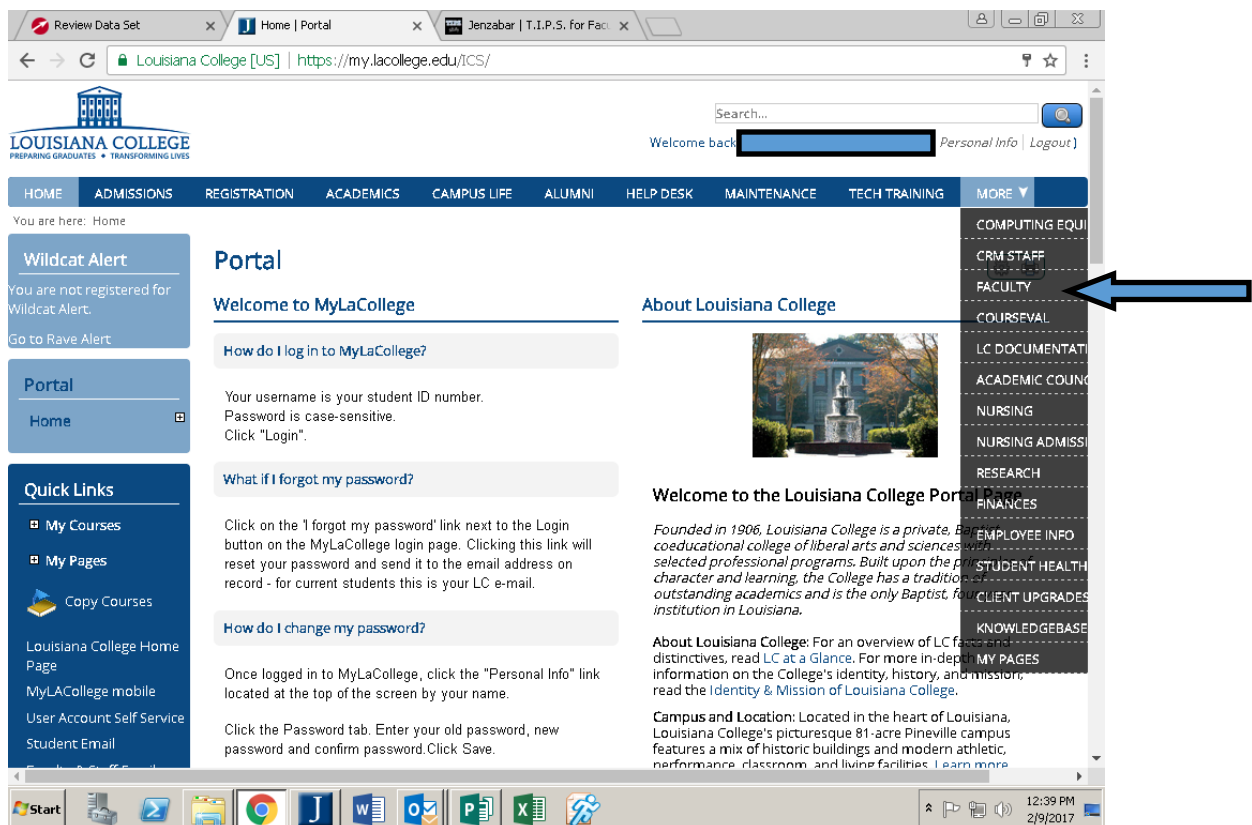 Review Data Set
Home | Portal
Jenzabar | T.I.P.S. for Facu
Louisiana College [US] | https://my.lacollege.edu/ICS/
LOUISIANA COLLEGE
PREPARING GRADUATES • TRANSFORMING LIVES
Search...
Welcome back
Personal Info | Logout )
HOME ADMISSIONS REGISTRATION ACADEMICS CAMPUS LIFE ALUMNI HELP DESK MAINTENANCE TECH TRAINING MORE
You are here: Home
Wildcat Alert
You are not registered for
Wildcat Alert.
Go to Rave Alert
Portal
Home
Quick Links
My Courses
My Pages
Copy Courses
Louisiana College Home
Page
MyLACollege mobile
User Account Self Service
Student Email
Portal
Welcome to MyLaCollege
How do I log in to MyLaCollege?
Your username is your student ID number.
Password is case-sensitive.
Click "Login".
What if I forgot my password?
Click on the 'I forgot my password' link next to the Login
button on the MyLaCollege login page. Clicking this link will
reset your password and send it to the email address on
record - for current students this is your LC e-mail.
How do I change my password?
Once logged in to MyLaCollege, click the "Personal Info" link
located at the top of the screen by your name.
Click the Password tab. Enter your old password, new
password and confirm password.Click Save.
About Louisiana College
Welcome to the Louisiana College Portal Page
Founded in 1906, Louisiana College is a private, Baptist,
coeducational college of liberal arts and sciences with
selected professional programs. Built upon the principles of
character and learning, the College has a tradition of
outstanding academics and is the only Baptist, four
institution in Louisiana.
About Louisiana College: For an overview of LC facts and
distinctives, read LC at a Glance. For more in-depth
information on the College's identity, history, and mission,
read the Identity & Mission of Louisiana College.
Campus and Location: Located in the heart of Louisiana,
Louisiana College's picturesque 81-acre Pineville campus
features a mix of historic buildings and modern athletic,
performance, classroom, and living facilities. Learn more
COMPUTING EQUI
CRM STAFF
FACULTY
COURSEVAL
LC DOCUMENTATI
ACADEMIC COUNC
NURSING
NURSING ADMISSI
RESEARCH
FINANCES
EMPLOYEE INFO
STUDENT HEALTH
CLIENT UPGRADES
KNOWLEDGEBASE
MY PAGES
Start
12:39 PM
2/9/2017